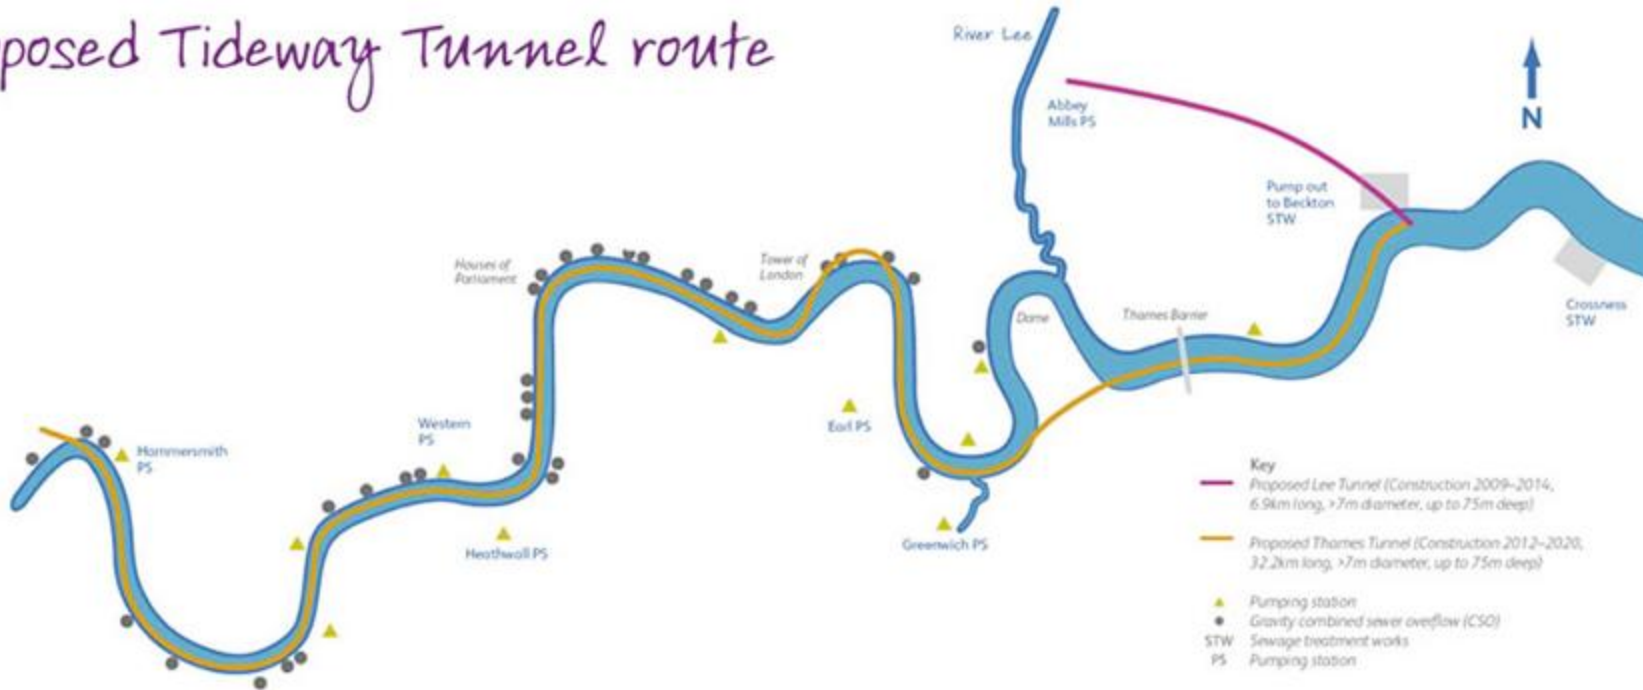 posed Tideway Tunnel route
River Lee
Abbey
Mills PS
N
Pump out
to Beckton
STW
Houses of
Parliament
Tower of
London
Crossness
STW
Dome
Thames Barrier
Western
PS
Earl PS
Hammersmith
PS
Heathwall PS
Greenwich PS
Key
Proposed Lee Tunnel (Construction 2009–2014,
6.9km long, >7m diameter, up to 75m deep)
Proposed Thames Tunnel (Construction 2012–2020,
32.2km long, >7m diameter, up to 75m deep)
Pumping station
Gravity combined sewer overflow (CSO)
STW Sewage treatment works
PS Pumping station